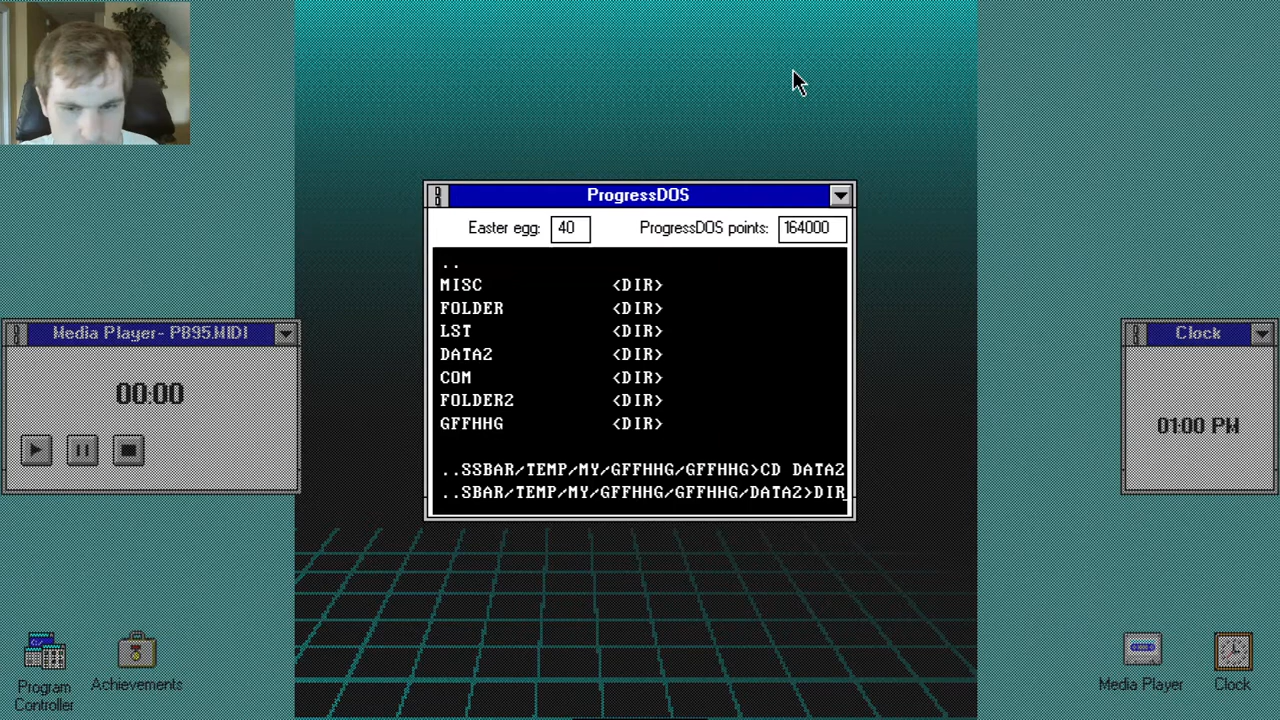 ProgressDOS
Easter egg: 40 ProgressDOS points: 164000
..
MISC <DIR>
FOLDER <DIR>
LST <DIR>
DATA2 <DIR>
COM <DIR>
FOLDER2 <DIR>
GFFHHG <DIR>
..SSBAR/TEMP/MY/GFFHHG/GFFHHG>CD DATA2
..SBAR/TEMP/MY/GFFHHG/GFFHHG/DATA2>DIR_
Media Player- PB95.MIDI
00:00
Clock
01:00 PM
Program
Controller
Achievements
Media Player
Clock